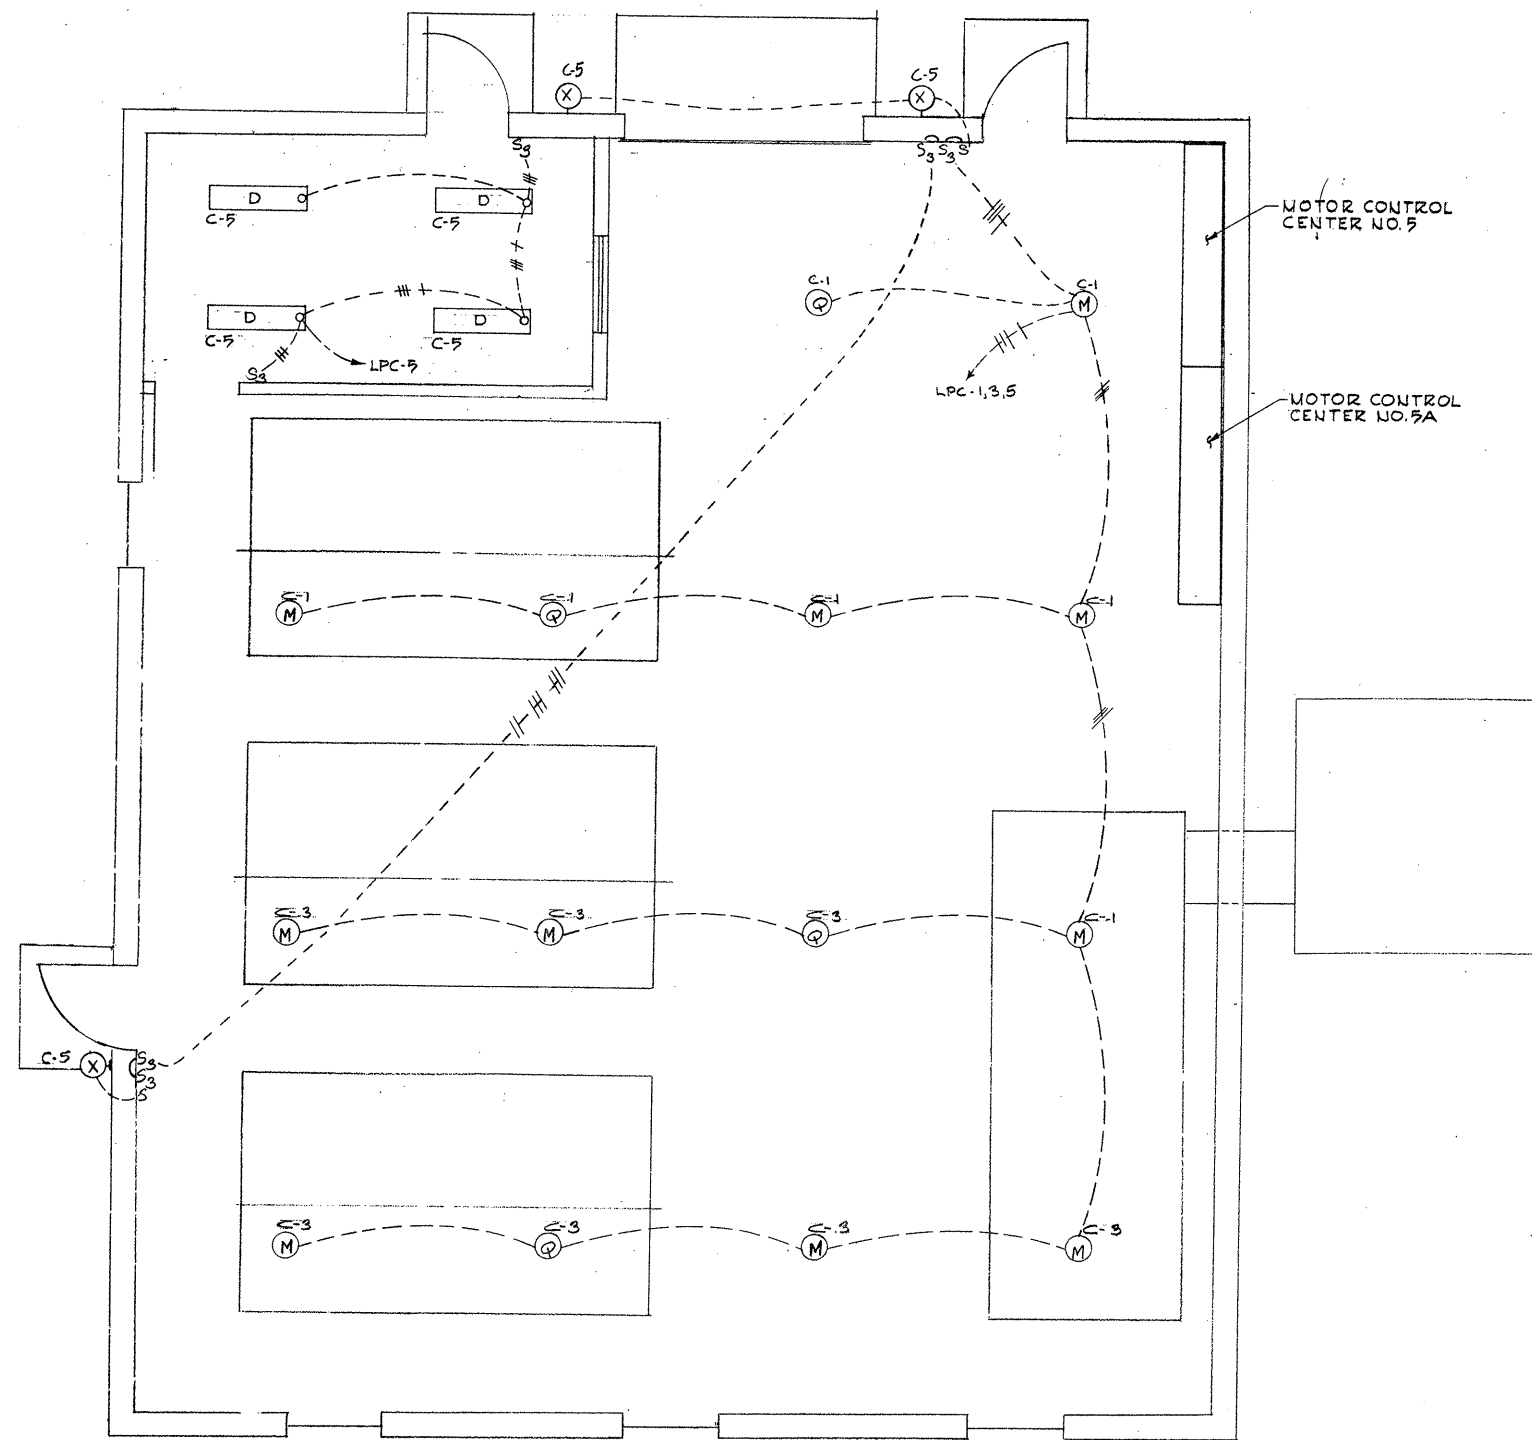 C-5
C-5
X
X
S3
S3 S3 S
D
D
C-5
C-5
MOTOR CONTROL
CENTER NO. 5
C-1
C-1
Q
M
D
D
C-5
C-5
LPC-5
S3
LPC-1,3,5
MOTOR CONTROL
CENTER NO. 5A
C-1
C-1
C-1
C-1
M
Q
M
M
C-3
C-3
C-3
C-1
M
M
Q
M
C-5
X
S3
S3
S
C-3
C-3
C-3
C-3
M
Q
M
M